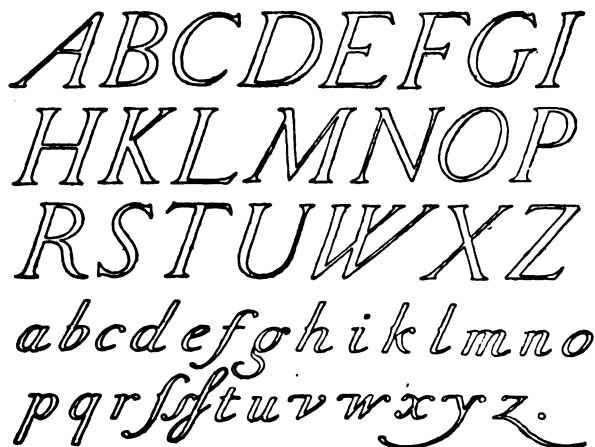 ABCDEFGI
HKLMNOP
RSTUWXZ
abcdefghiklmno
pqrſsſtuvwxyz.